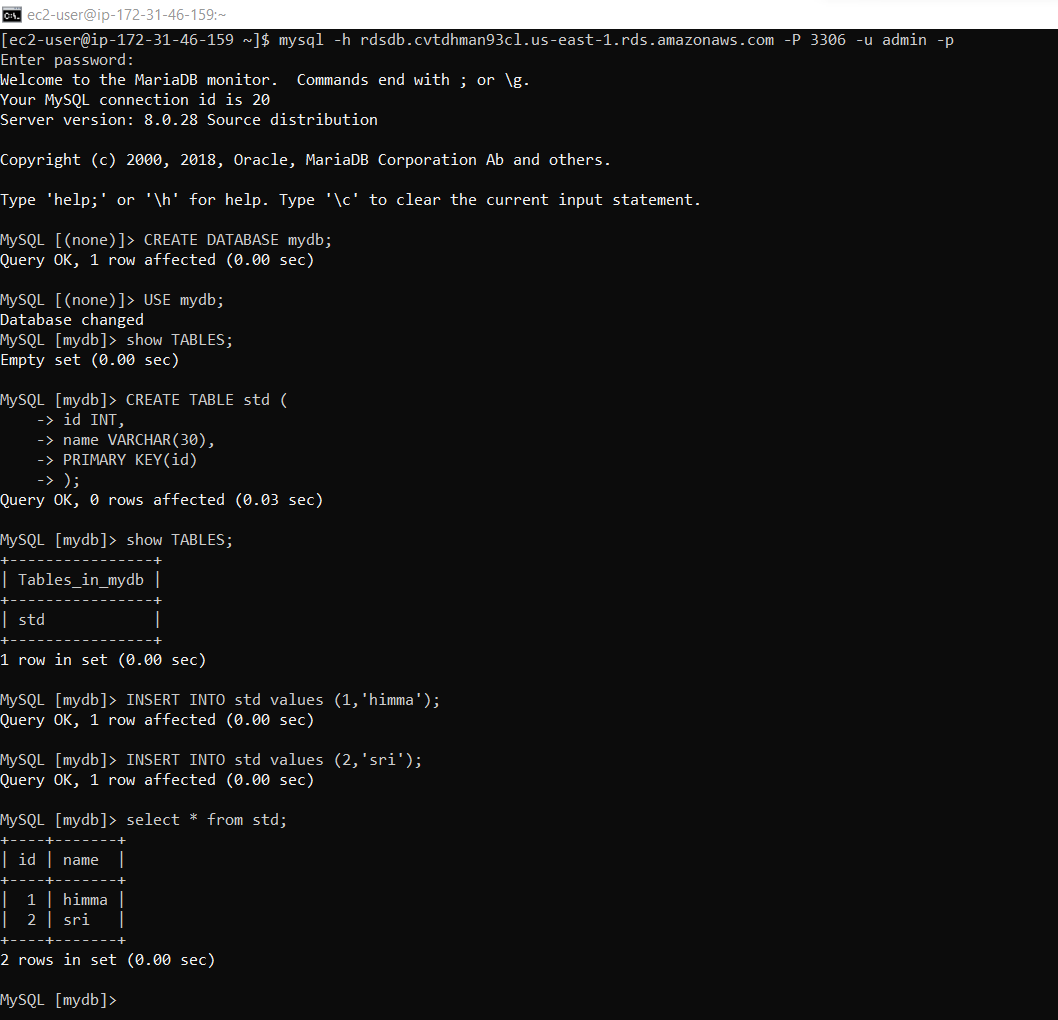 ec2-user@ip-172-31-46-159:~
[ec2-user@ip-172-31-46-159 ~]$ mysql -h rdsdb.cvtdhman93cl.us-east-1.rds.amazonaws.com -P 3306 -u admin -p
Enter password:
Welcome to the MariaDB monitor.  Commands end with ; or \g.
Your MySQL connection id is 20
Server version: 8.0.28 Source distribution

Copyright (c) 2000, 2018, Oracle, MariaDB Corporation Ab and others.

Type 'help;' or '\h' for help. Type '\c' to clear the current input statement.

MySQL [(none)]> CREATE DATABASE mydb;
Query OK, 1 row affected (0.00 sec)

MySQL [(none)]> USE mydb;
Database changed
MySQL [mydb]> show TABLES;
Empty set (0.00 sec)

MySQL [mydb]> CREATE TABLE std (
    -> id INT,
    -> name VARCHAR(30),
    -> PRIMARY KEY(id)
    -> );
Query OK, 0 rows affected (0.03 sec)

MySQL [mydb]> show TABLES;
+----------------+
| Tables_in_mydb |
+----------------+
| std            |
+----------------+
1 row in set (0.00 sec)

MySQL [mydb]> INSERT INTO std values (1,'himma');
Query OK, 1 row affected (0.00 sec)

MySQL [mydb]> INSERT INTO std values (2,'sri');
Query OK, 1 row affected (0.00 sec)

MySQL [mydb]> select * from std;
+----+-------+
| id | name  |
+----+-------+
|  1 | himma |
|  2 | sri   |
+----+-------+
2 rows in set (0.00 sec)

MySQL [mydb]>